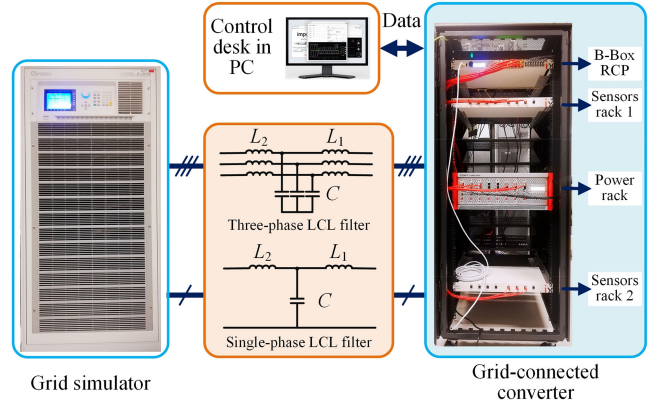 Control
desk in
PC
Data
B-Box
RCP
Sensors
rack 1
Power
rack
Sensors
rack 2
L₂ L₁
C
Three-phase LCL filter
L₂ L₁
C
Single-phase LCL filter
Grid simulator
Grid-connected
converter